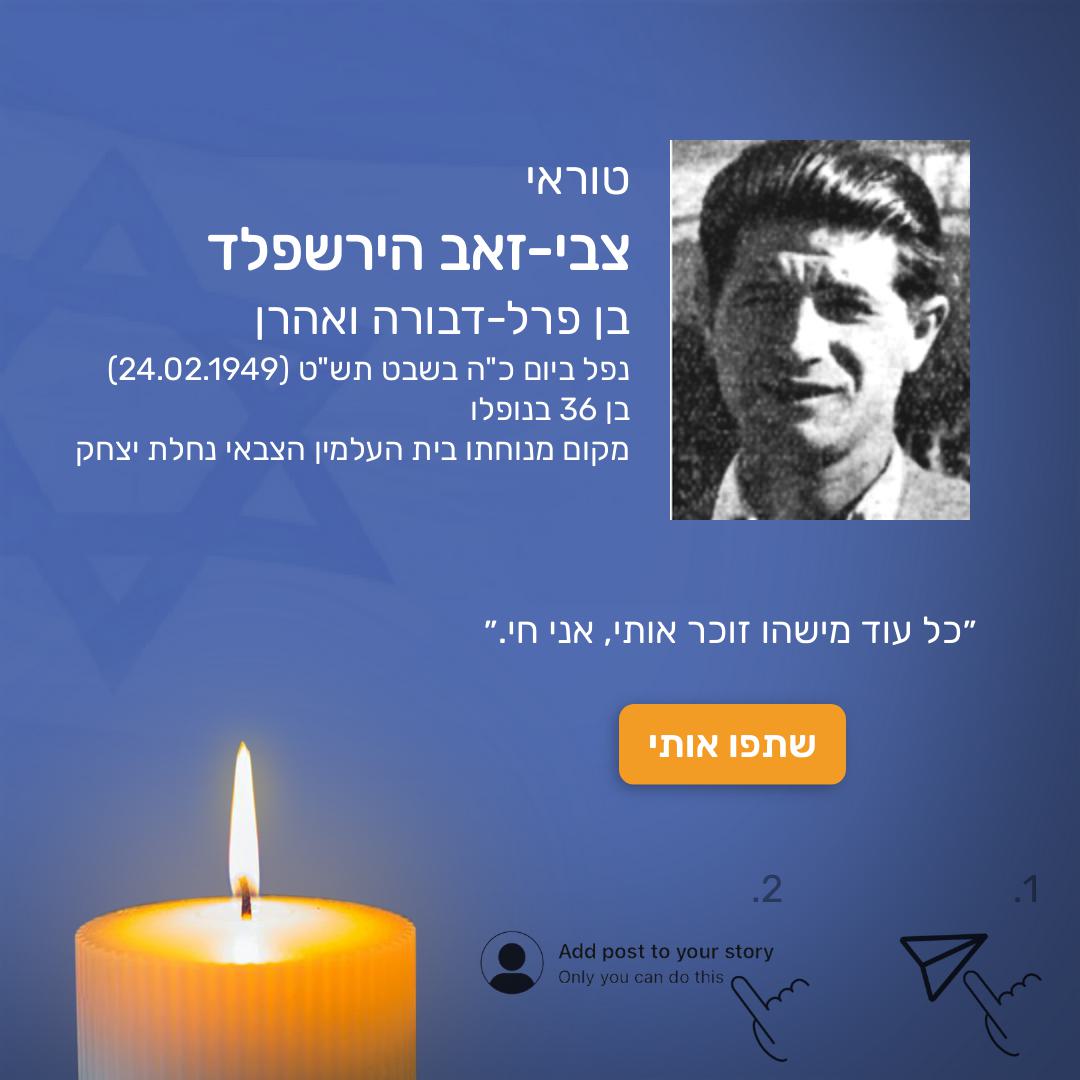 טוראי
צבי-זאב הירשפלד
בן פרל-דבורה ואהרן
נפל ביום כ"ה בשבט תש"ט (24.02.1949)
בן 36 בנופלו
מקום מנוחתו בית העלמין הצבאי נחלת יצחק
״כל עוד מישהו זוכר אותי, אני חי.״
שתפו אותי
.1
.2
Add post to your story
Only you can do this